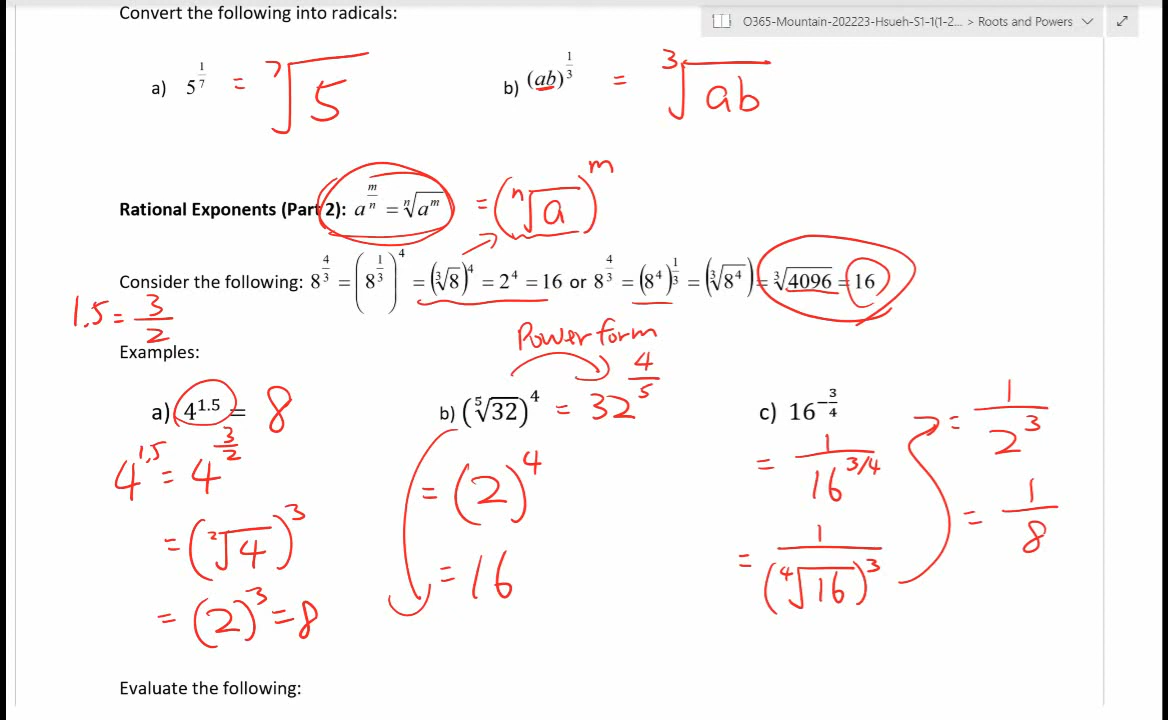 Convert the following into radicals:
O365-Mountain-202223-Hsueh-S1-1(1-2... > Roots and Powers
a) 5^{1/7} = ⁷√5
b) (ab)^{1/3} = ³√ab
Rational Exponents (Part 2): a^{m/n} = ⁿ√a^m = (ⁿ√a)^m
Consider the following: 8^{4/3} = (8^{1/3})^4 = (³√8)^4 = 2^4 = 16 or 8^{4/3} = (8^4)^{1/3} = (³√8^4) = ³√4096 = 16
1.5 = 3/2
Power form
Examples:
a) 4^{1.5} = 8
4^{1.5} = 4^{3/2}
= (²√4)^3
= (2)^3 = 8
b) (⁵√32)^4 = 32^{4/5}
= (2)^4
= 16
c) 16^{-3/4}
= 1/16^{3/4}
= 1/(⁴√16)^3
= 1/2^3
= 1/8
Evaluate the following: